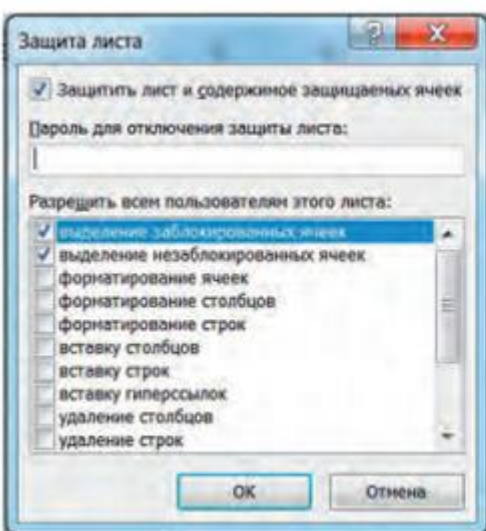 Защита листа
Защитить лист и содержимое защищаемых ячеек
Пароль для отключения защиты листа:
Разрешить всем пользователям этого листа:
выделение заблокированных ячеек
выделение незаблокированных ячеек
форматирование ячеек
форматирование столбцов
форматирование строк
вставку столбцов
вставку строк
вставку гиперссылок
удаление столбцов
удаление строк
ОК
Отмена